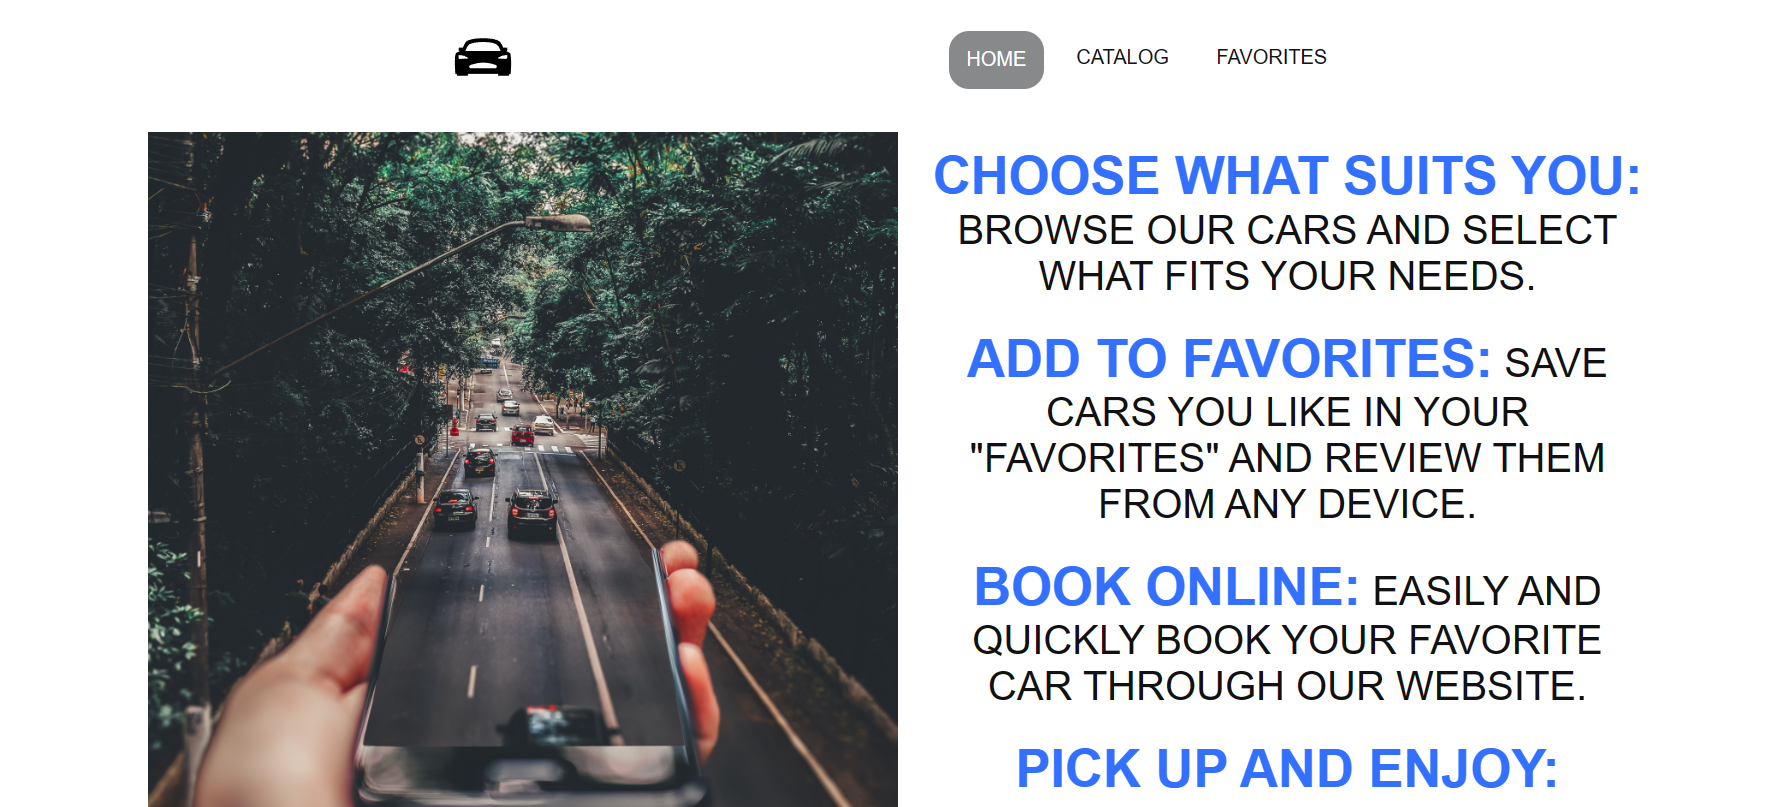 HOME CATALOG FAVORITES
CHOOSE WHAT SUITS YOU:
BROWSE OUR CARS AND SELECT
WHAT FITS YOUR NEEDS.
ADD TO FAVORITES: SAVE
CARS YOU LIKE IN YOUR
"FAVORITES" AND REVIEW THEM
FROM ANY DEVICE.
BOOK ONLINE: EASILY AND
QUICKLY BOOK YOUR FAVORITE
CAR THROUGH OUR WEBSITE.
PICK UP AND ENJOY: